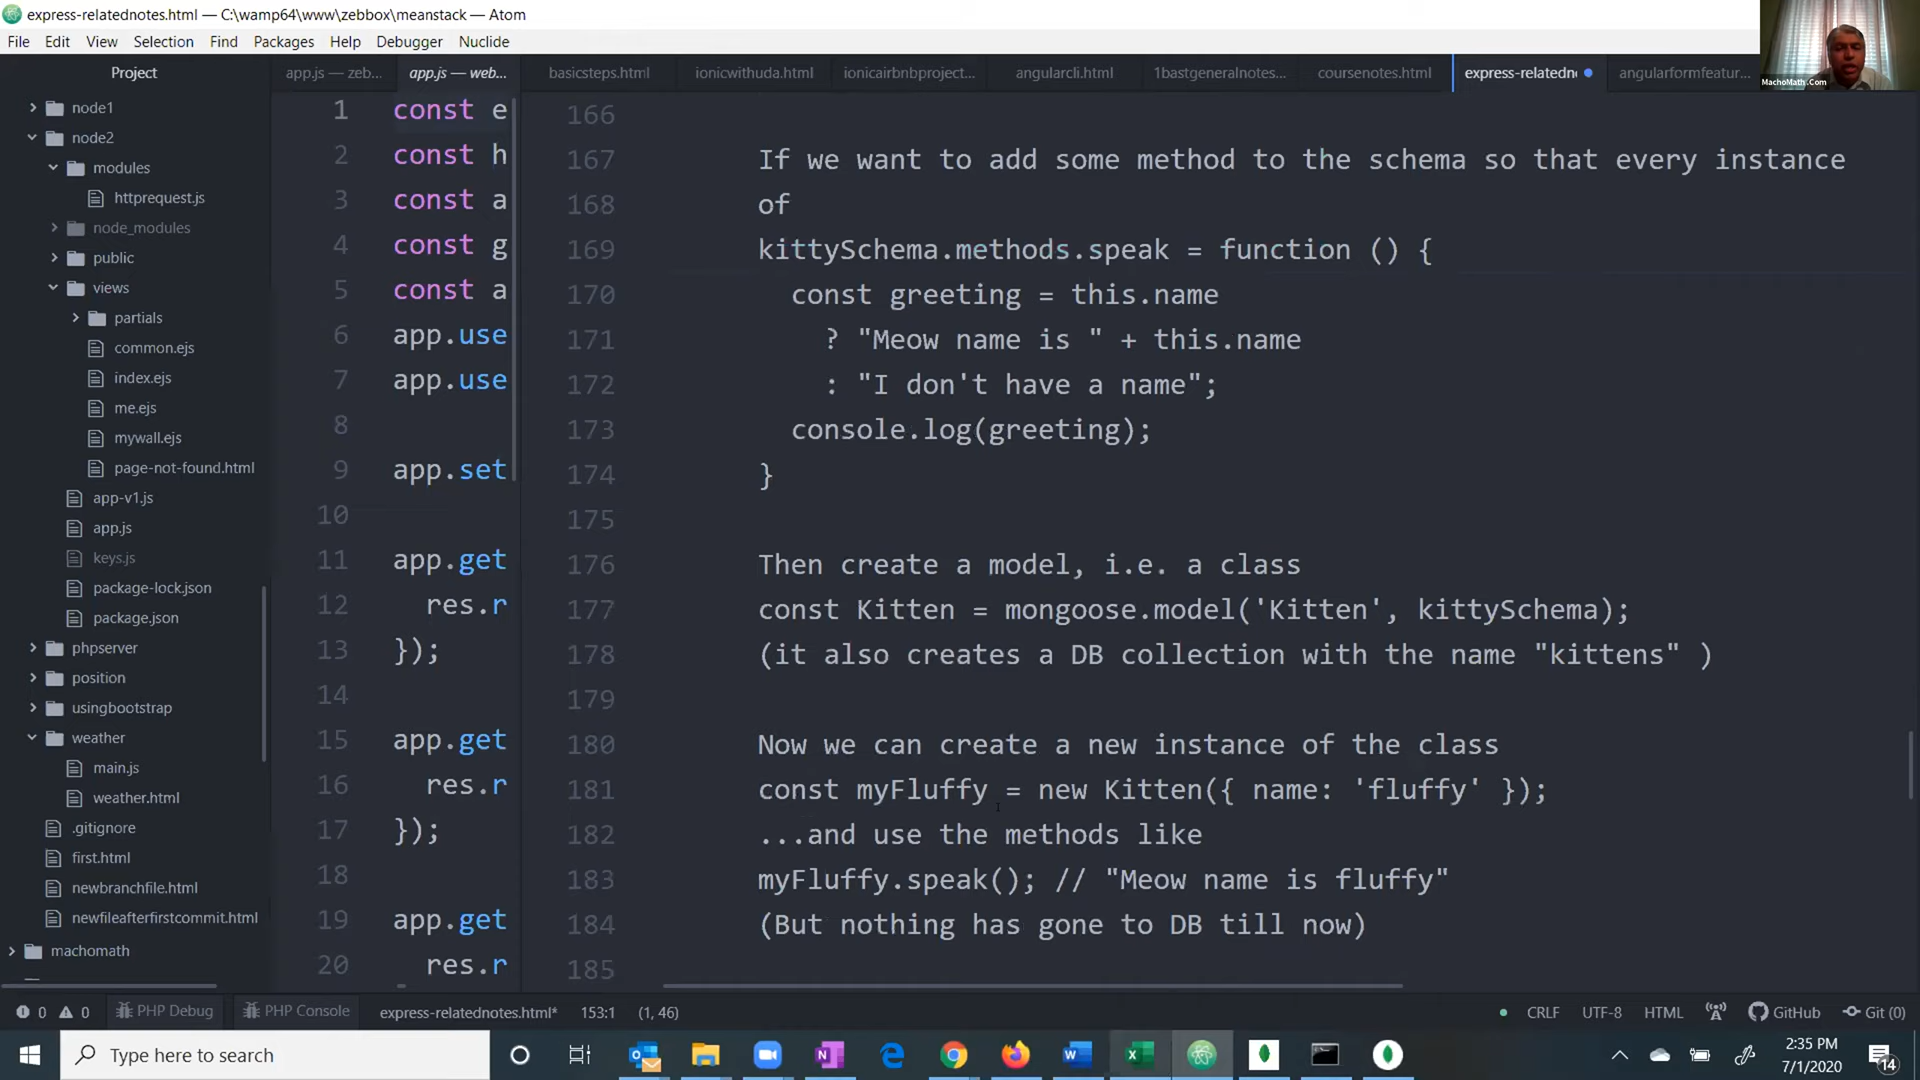 express-relatednotes.html — C:\wamp64\www\zebbox\meanstack — Atom
File Edit View Selection Find Packages Help Debugger Nuclide
MachoMath.Com
Project
app.js — zeb... app.js — web... basicsteps.html ionicwithuda.html ionicairbnbproject... angularcli.html 1bastgeneralnotes... coursenotes.html express-relatedn angularformfeatur...
node1
node2
modules
httprequest.js
node_modules
public
views
partials
common.ejs
index.ejs
me.ejs
mywall.ejs
page-not-found.html
app-v1.js
app.js
keys.js
package-lock.json
package.json
phpserver
position
usingbootstrap
weather
main.js
weather.html
.gitignore
first.html
newbranchfile.html
newfileafterfirstcommit.html
machomath
1 const e
2 const h
3 const a
4 const g
5 const a
6 app.use
7 app.use
8
9 app.set
10
11 app.get
12 res.r
13 });
14
15 app.get
16 res.r
17 });
18
19 app.get
20 res.r
166
167 If we want to add some method to the schema so that every instance
168 of
169 kittySchema.methods.speak = function () {
170 const greeting = this.name
171 ? "Meow name is " + this.name
172 : "I don't have a name";
173 console.log(greeting);
174 }
175
176 Then create a model, i.e. a class
177 const Kitten = mongoose.model('Kitten', kittySchema);
178 (it also creates a DB collection with the name "kittens" )
179
180 Now we can create a new instance of the class
181 const myFluffy = new Kitten({ name: 'fluffy' });
182 ...and use the methods like
183 myFluffy.speak(); // "Meow name is fluffy"
184 (But nothing has gone to DB till now)
185
0 0 PHP Debug PHP Console express-relatednotes.html* 153:1 (1, 46) CRLF UTF-8 HTML GitHub Git (0)
Type here to search
2:35 PM
7/1/2020
14